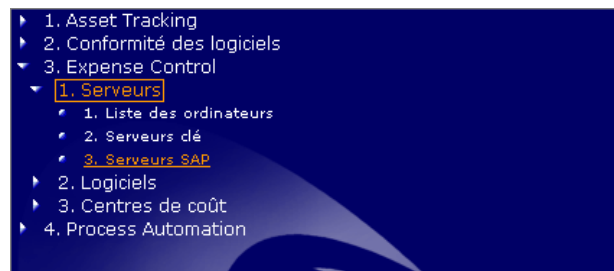 1. Asset Tracking
2. Conformité des logiciels
3. Expense Control
1. Serveurs
1. Liste des ordinateurs
2. Serveurs clé
3. Serveurs SAP
2. Logiciels
3. Centres de coût
4. Process Automation